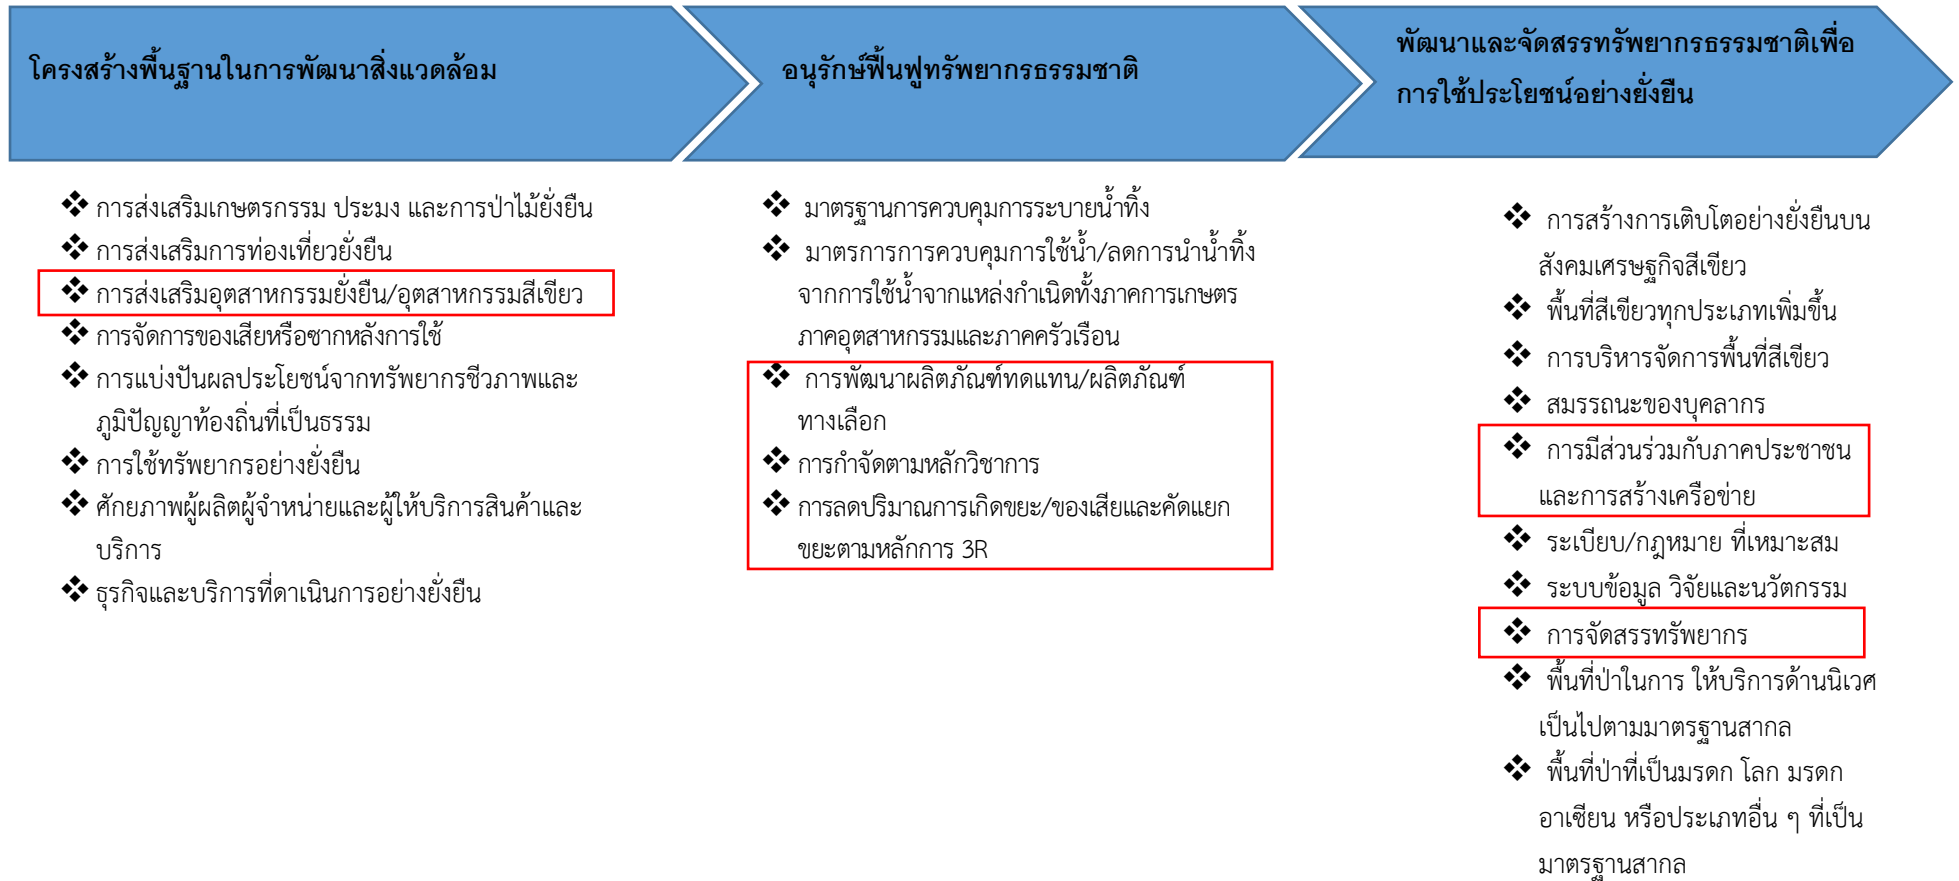 โครงสร้างพื้นฐานในการพัฒนาสิ่งแวดล้อม
❖ การส่งเสริมเกษตรกรรม ประมง และการป่าไม้ยั่งยืน
❖ การส่งเสริมการท่องเที่ยวยั่งยืน
❖ การส่งเสริมอุตสาหกรรมยั่งยืน/อุตสาหกรรมสีเขียว
❖ การจัดการของเสียหรือซากหลังการใช้
❖ การแบ่งปันผลประโยชน์จากทรัพยากรชีวภาพและ
ภูมิปัญญาท้องถิ่นที่เป็นธรรม
❖ การใช้ทรัพยากรอย่างยั่งยืน
❖ ศักยภาพผู้ผลิตผู้จำหน่ายและผู้ให้บริการสินค้าและ
บริการ
❖ ธุรกิจและบริการที่ดาเนินการอย่างยั่งยืน
อนุรักษ์ฟื้นฟูทรัพยากรธรรมชาติ
❖ มาตรฐานการควบคุมการระบายน้ำทิ้ง
❖ มาตรการการควบคุมการใช้น้ำ/ลดการนำน้ำทิ้ง
จากการใช้น้ำจากแหล่งกำเนิดทั้งภาคการเกษตร
ภาคอุตสาหกรรมและภาคครัวเรือน
❖ การพัฒนาผลิตภัณฑ์ทดแทน/ผลิตภัณฑ์
ทางเลือก
❖ การกำจัดตามหลักวิชาการ
❖ การลดปริมาณการเกิดขยะ/ของเสียและคัดแยก
ขยะตามหลักการ 3R
พัฒนาและจัดสรรทรัพยากรธรรมชาติเพื่อ
การใช้ประโยชน์อย่างยั่งยืน
❖ การสร้างการเติบโตอย่างยั่งยืนบน
สังคมเศรษฐกิจสีเขียว
❖ พื้นที่สีเขียวทุกประเภทเพิ่มขึ้น
❖ การบริหารจัดการพื้นที่สีเขียว
❖ สมรรถนะของบุคลากร
❖ การมีส่วนร่วมกับภาคประชาชน
และการสร้างเครือข่าย
❖ ระเบียบ/กฎหมาย ที่เหมาะสม
❖ ระบบข้อมูล วิจัยและนวัตกรรม
❖ การจัดสรรทรัพยากร
❖ พื้นที่ป่าในการ ให้บริการด้านนิเวศ
เป็นไปตามมาตรฐานสากล
❖ พื้นที่ป่าที่เป็นมรดก โลก มรดก
อาเซียน หรือประเภทอื่น ๆ ที่เป็น
มาตรฐานสากล